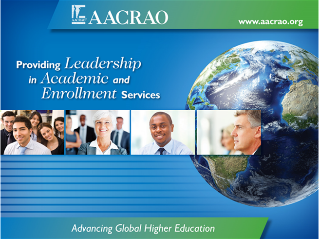 AACRAO
www.aacrao.org
Providing Leadership
in Academic and
Enrollment Services
Advancing Global Higher Education